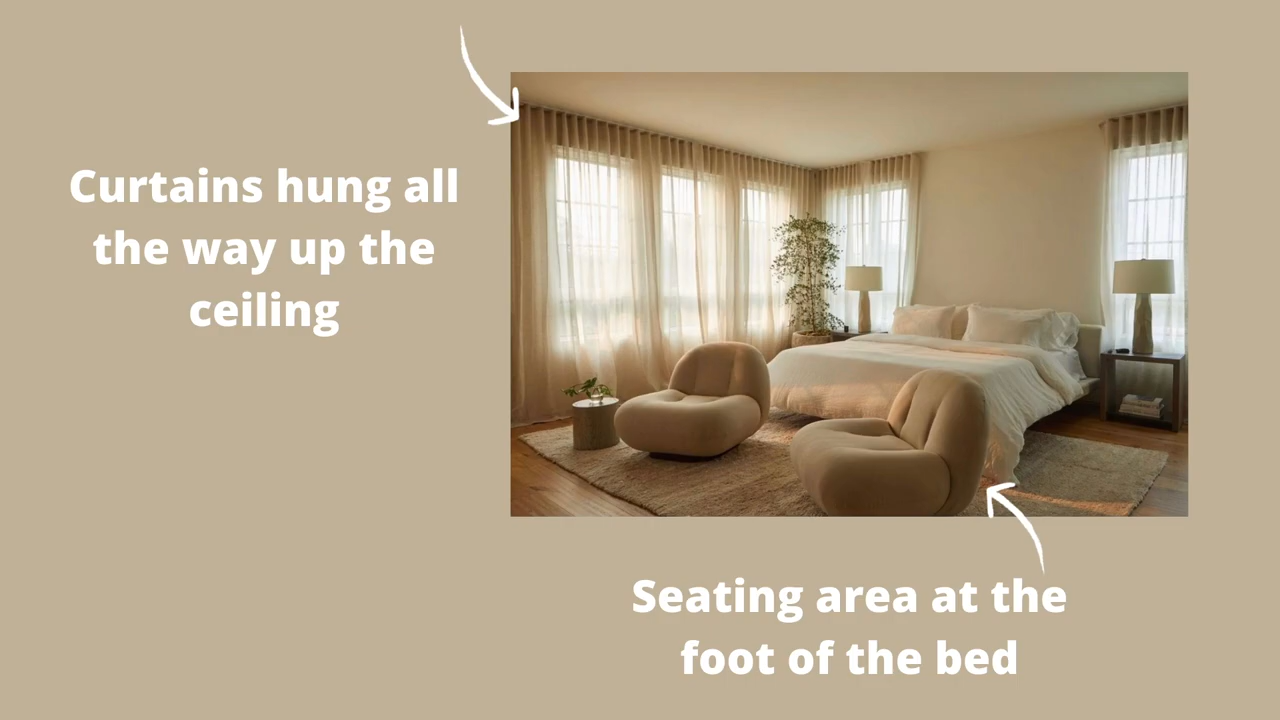 Curtains hung all
the way up the
ceiling
Seating area at the
foot of the bed